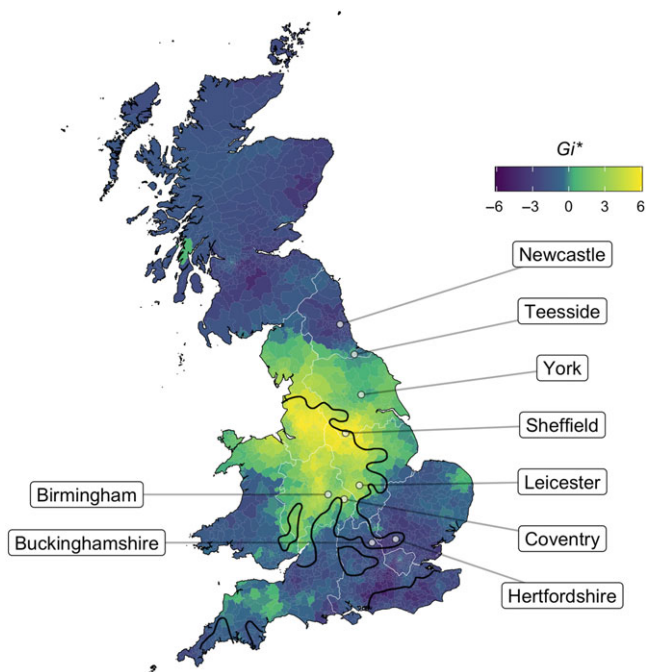 Gi*
−6 −3 0 3 6
Newcastle
Teesside
York
Sheffield
Leicester
Birmingham
Coventry
Buckinghamshire
Hertfordshire